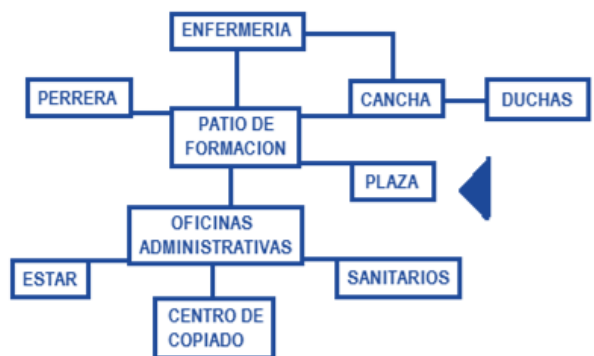 ENFERMERIA
PERRERA
CANCHA
DUCHAS
PATIO DE
FORMACION
PLAZA
OFICINAS
ADMINISTRATIVAS
ESTAR
SANITARIOS
CENTRO DE
COPIADO